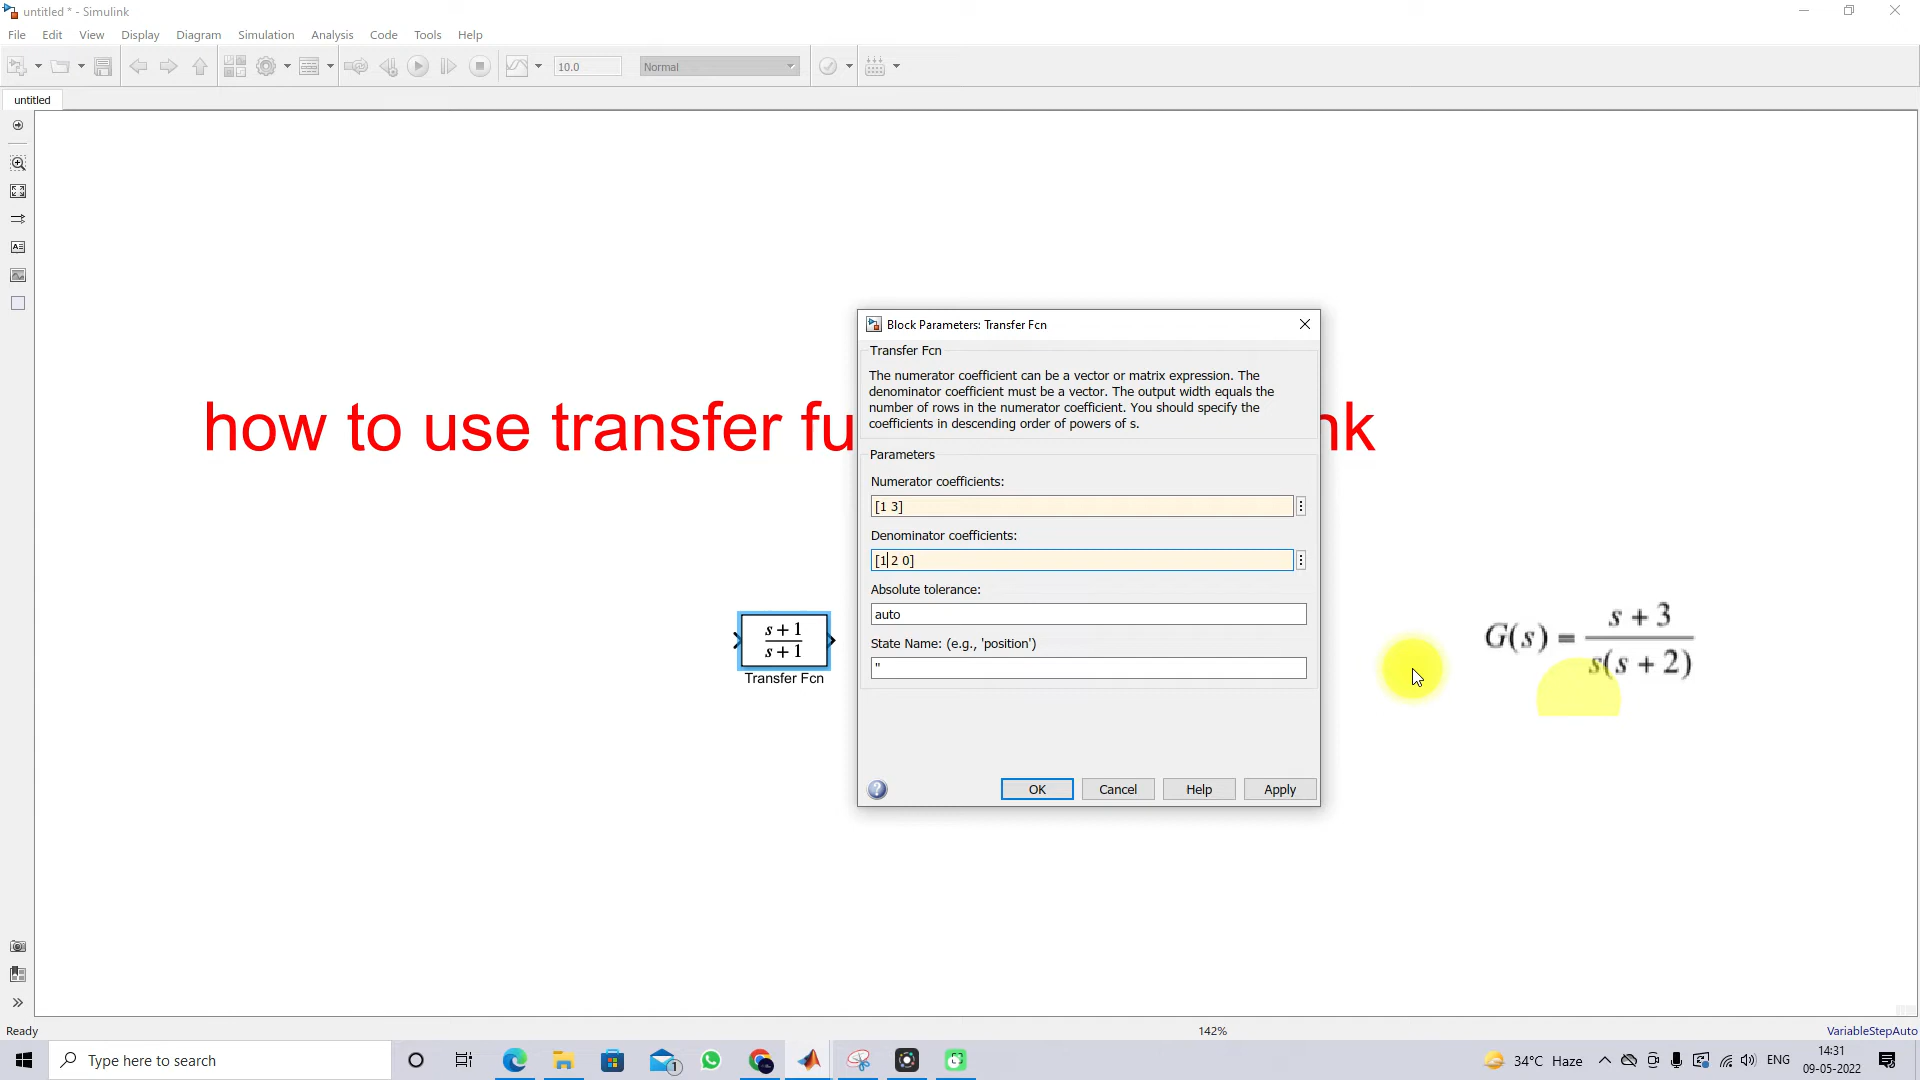 untitled * - Simulink
File Edit View Display Diagram Simulation Analysis Code Tools Help
10.0 Normal
untitled
how to use transfer fu
nk
Block Parameters: Transfer Fcn
Transfer Fcn
The numerator coefficient can be a vector or matrix expression. The
denominator coefficient must be a vector. The output width equals the
number of rows in the numerator coefficient. You should specify the
coefficients in descending order of powers of s.
Parameters
Numerator coefficients:
[1 3]
Denominator coefficients:
[1 2 0]
Absolute tolerance:
auto
State Name: (e.g., 'position')
''
OK Cancel Help Apply
s + 1
s + 1
Transfer Fcn
s + 3
G(s) =
s(s + 2)
Ready 142% VariableStepAuto
Type here to search
1
34°C Haze ENG
14:31
09-05-2022